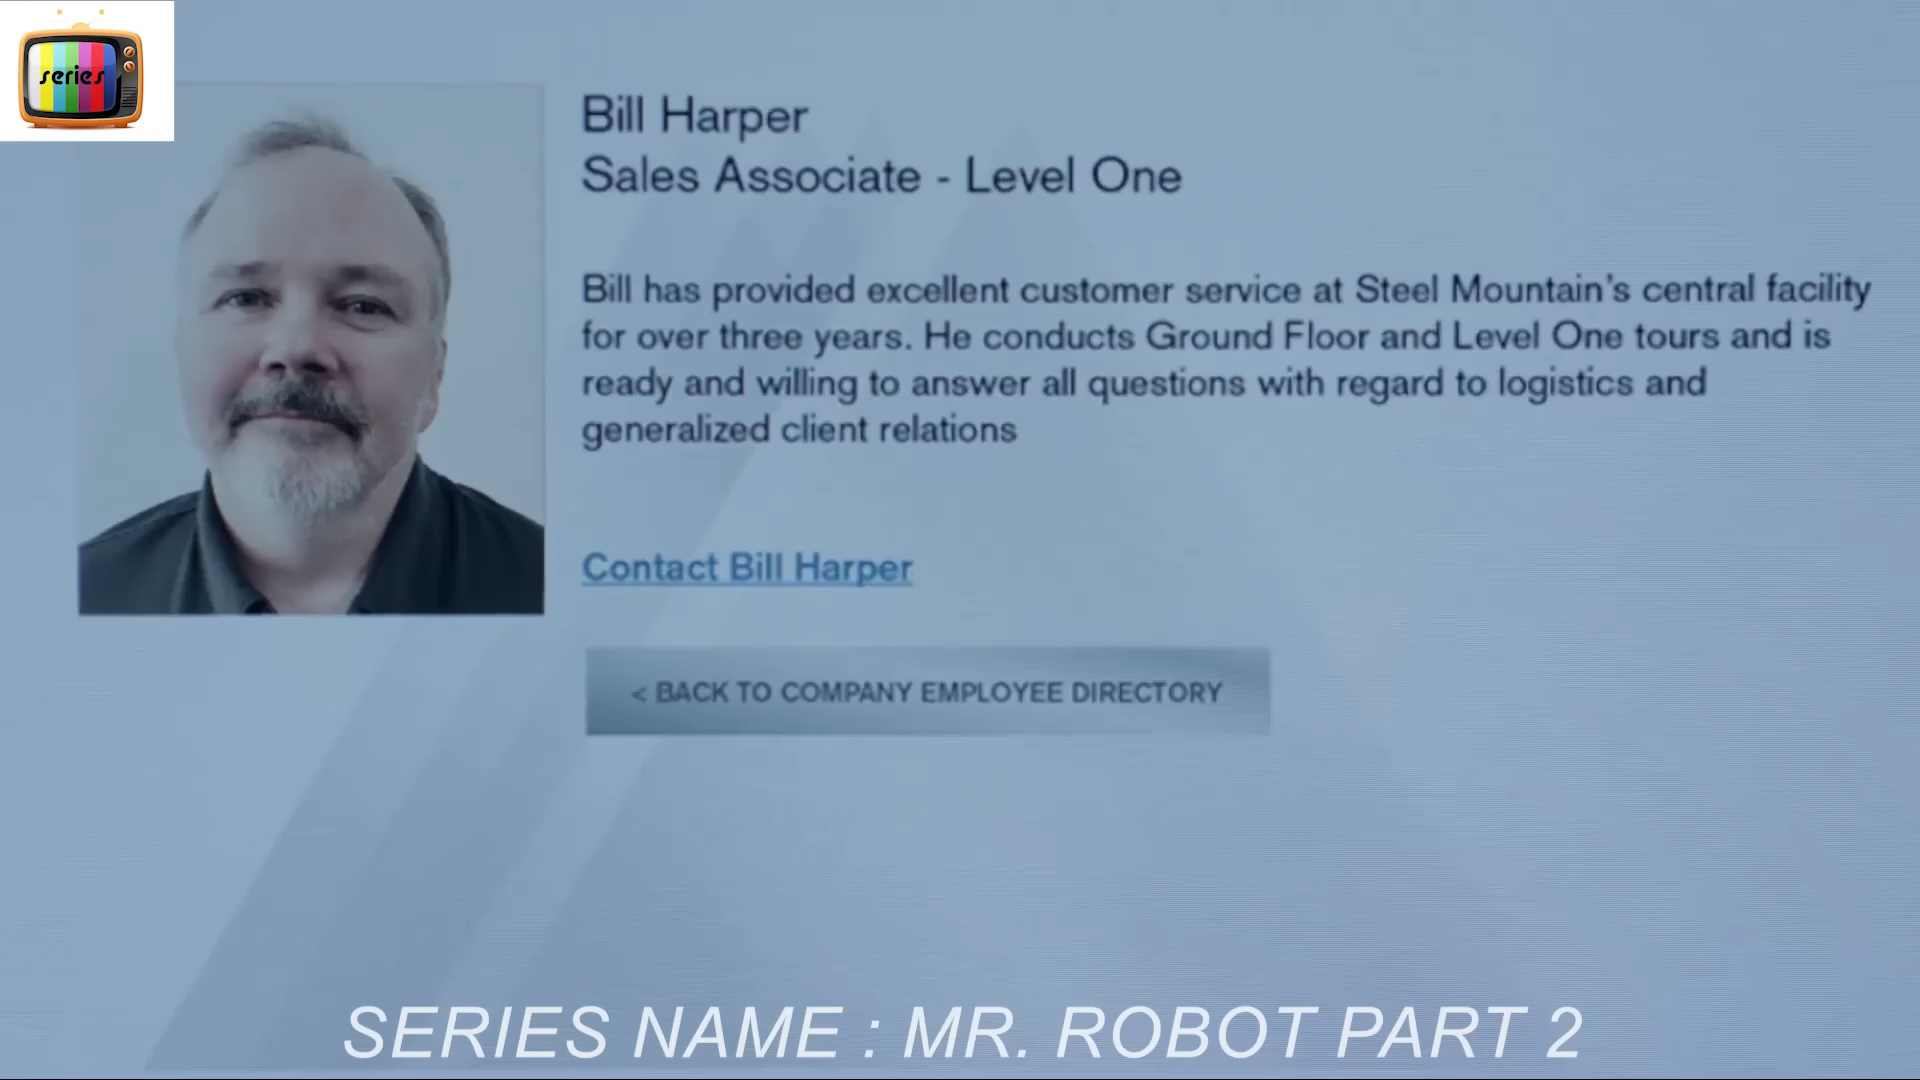 series
Bill Harper
Sales Associate - Level One
Bill has provided excellent customer service at Steel Mountain's central facility
for over three years. He conducts Ground Floor and Level One tours and is
ready and willing to answer all questions with regard to logistics and
generalized client relations
Contact Bill Harper
< BACK TO COMPANY EMPLOYEE DIRECTORY
SERIES NAME : MR. ROBOT PART 2